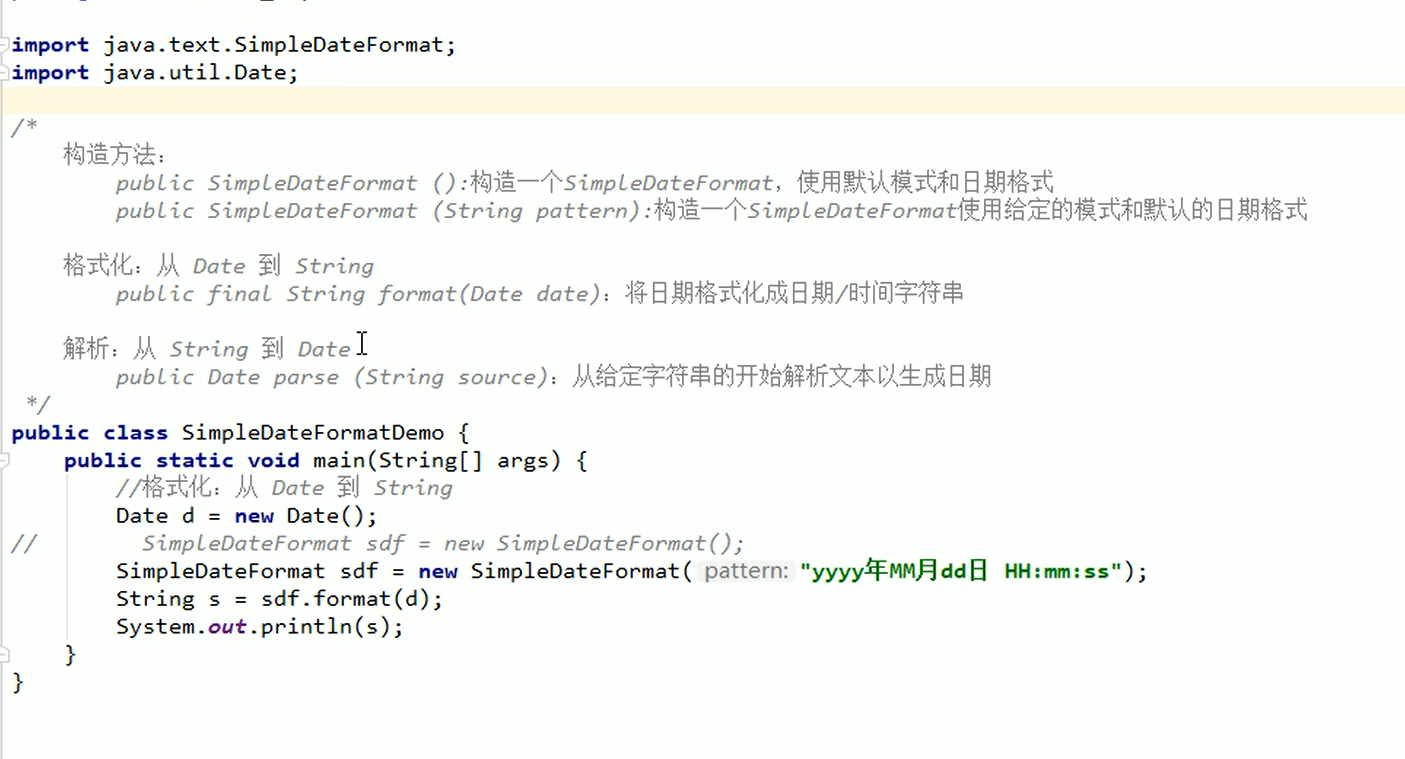 import java.text.SimpleDateFormat;
import java.util.Date;
/*
构造方法：
public SimpleDateFormat ():构造一个SimpleDateFormat，使用默认模式和日期格式
public SimpleDateFormat (String pattern):构造一个SimpleDateFormat使用给定的模式和默认的日期格式
格式化：从 Date 到 String
public final String format(Date date)：将日期格式化成日期/时间字符串
解析：从 String 到 Date
public Date parse (String source)：从给定字符串的开始解析文本以生成日期
*/
public class SimpleDateFormatDemo {
public static void main(String[] args) {
//格式化：从 Date 到 String
Date d = new Date();
// SimpleDateFormat sdf = new SimpleDateFormat();
SimpleDateFormat sdf = new SimpleDateFormat( pattern: "yyyy年MM月dd日 HH:mm:ss");
String s = sdf.format(d);
System.out.println(s);
}
}